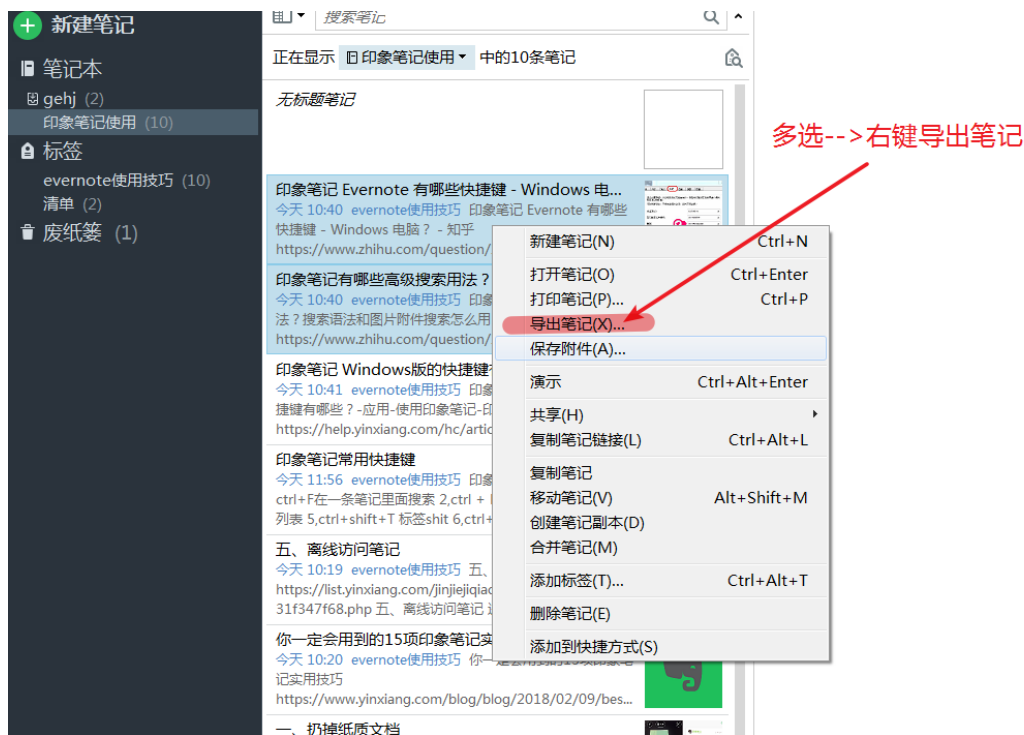 新建笔记
搜索笔记
笔记本
gehj (2)
印象笔记使用 (10)
标签
evernote使用技巧 (10)
清单 (2)
废纸篓 (1)
正在显示 印象笔记使用 中的10条笔记
无标题笔记
印象笔记 Evernote 有哪些快捷键 - Windows 电...
今天 10:40 evernote使用技巧 印象笔记 Evernote 有哪些
快捷键 - Windows 电脑？ - 知乎
https://www.zhihu.com/question/
印象笔记有哪些高级搜索用法？
今天 10:40 evernote使用技巧 印象
法？搜索语法和图片附件搜索怎么用
https://www.zhihu.com/question/
印象笔记 Windows版的快捷键
今天 10:41 evernote使用技巧 印象
捷键有哪些？-应用-使用印象笔记-印
https://help.yinxiang.com/hc/artic
印象笔记常用快捷键
今天 11:56 evernote使用技巧 印象
ctrl+F在一条笔记里面搜索 2,ctrl +
列表 5,ctrl+shift+T 标签shit 6,ctrl+
五、离线访问笔记
今天 10:19 evernote使用技巧 五、
https://list.yinxiang.com/jinjiejiqiao
31f347f68.php 五、离线访问笔记
你一定会用到的15项印象笔记实
今天 10:20 evernote使用技巧 你一定会用到的15项印象笔
记实用技巧
https://www.yinxiang.com/blog/blog/2018/02/09/bes...
一、扔掉纸质文档
多选-->右键导出笔记
新建笔记(N) Ctrl+N
打开笔记(O) Ctrl+Enter
打印笔记(P)... Ctrl+P
导出笔记(X)...
保存附件(A)...
演示 Ctrl+Alt+Enter
共享(H)
复制笔记链接(L) Ctrl+Alt+L
复制笔记
移动笔记(V) Alt+Shift+M
创建笔记副本(D)
合并笔记(M)
添加标签(T)... Ctrl+Alt+T
删除笔记(E)
添加到快捷方式(S)